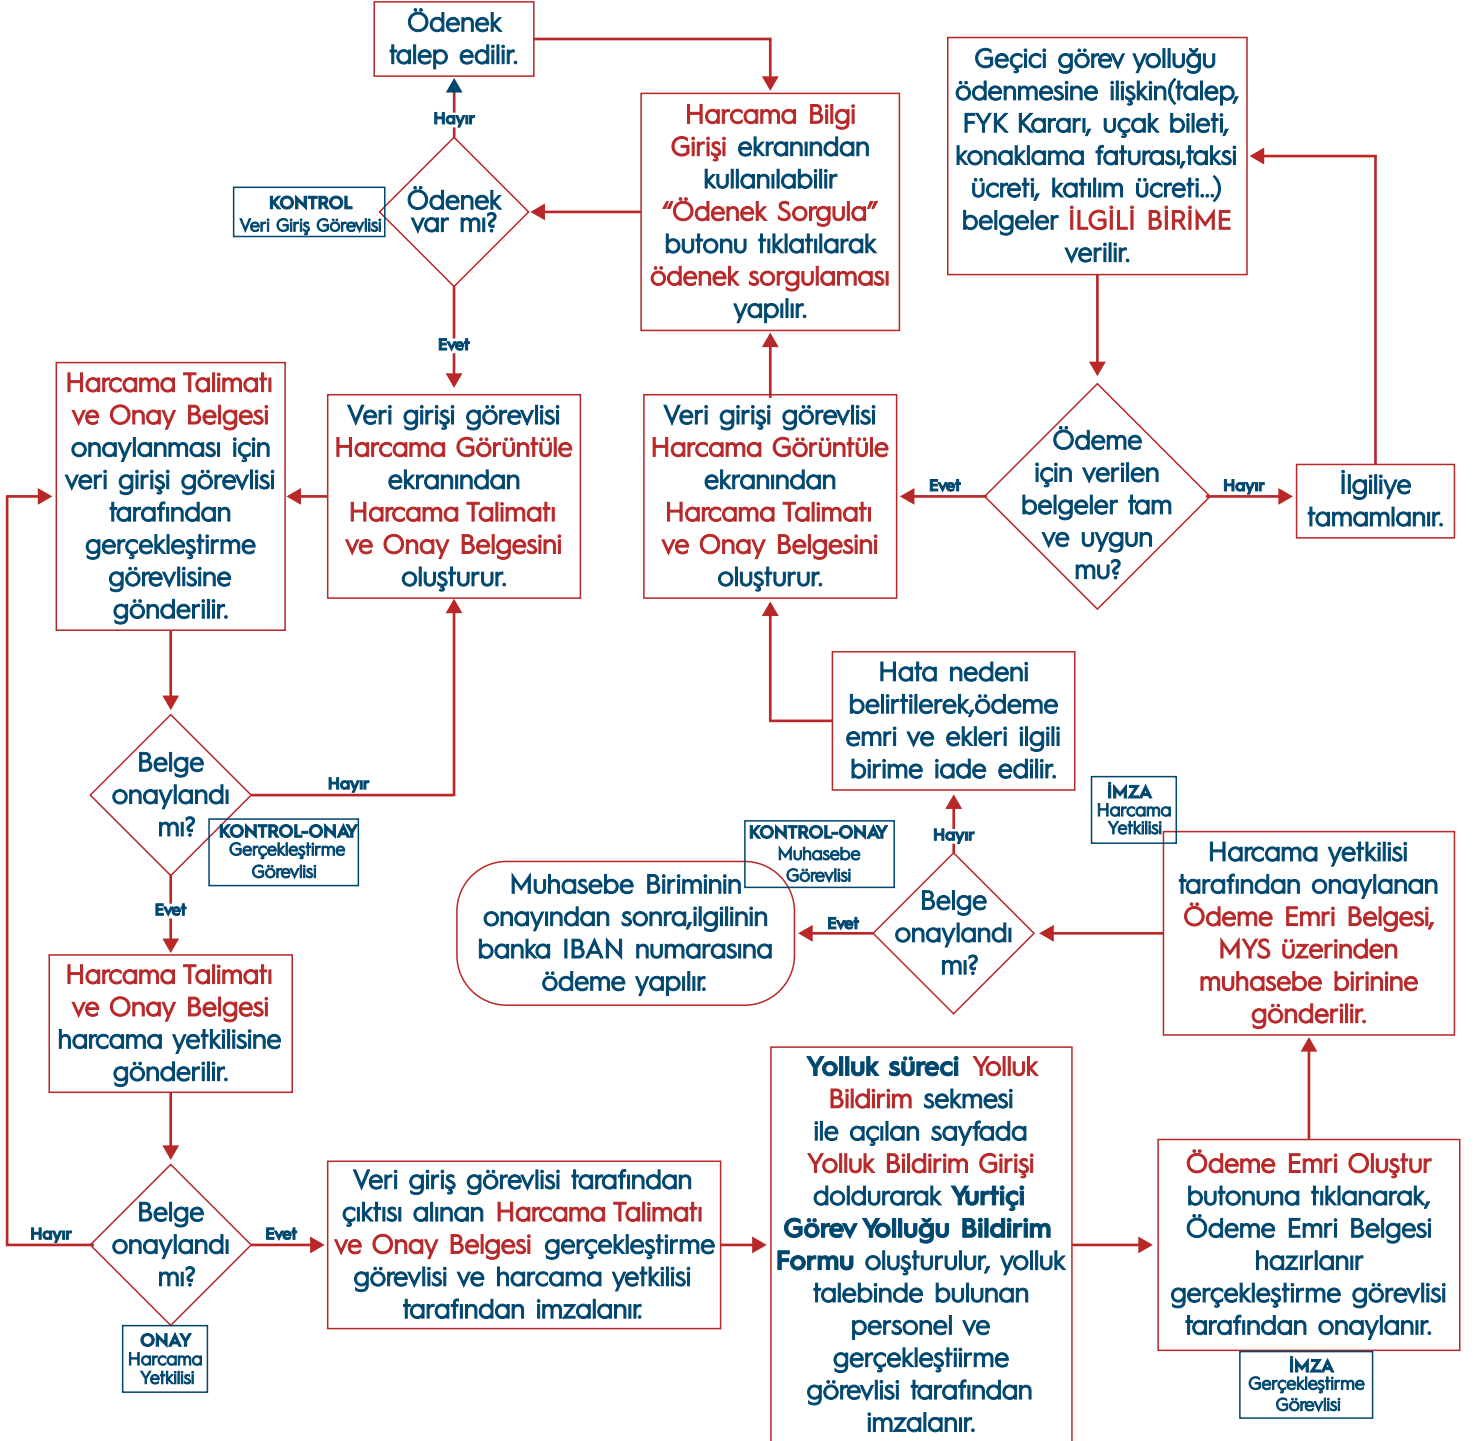 Ödenek
talep edilir.
Hayır
Ödenek
var mı?
KONTROL
Veri Giriş Görevlisi
Evet
Harcama Bilgi
Girişi ekranından
kullanılabilir
“Ödenek Sorgula”
butonu tıklatılarak
ödenek sorgulaması
yapılır.
Geçici görev yolluğu
ödenmesine ilişkin(talep,
FYK Kararı, uçak bileti,
konaklama faturası,taksi
ücreti, katılım ücreti...)
belgeler İLGİLİ BİRİME
verilir.
Harcama Talimatı
ve Onay Belgesi
onaylanması için
veri girişi görevlisi
tarafından
gerçekleştirme
görevlisine
gönderilir.
Veri girişi görevlisi
Harcama Görüntüle
ekranından
Harcama Talimatı
ve Onay Belgesini
oluşturur.
Veri girişi görevlisi
Harcama Görüntüle
ekranından
Harcama Talimatı
ve Onay Belgesini
oluşturur.
Evet
Ödeme
için verilen
belgeler tam
ve uygun
mu?
Hayır
İlgiliye
tamamlanır.
Hata nedeni
belirtilerek,ödeme
emri ve ekleri ilgili
birime iade edilir.
Belge
onaylandı
mı?
Hayır
KONTROL-ONAY
Gerçekleştirme
Görevlisi
Evet
KONTROL-ONAY
Muhasebe
Görevlisi
Hayır
İMZA
Harcama
Yetkilisi
Muhasebe Biriminin
onayından sonra,ilgilinin
banka IBAN numarasına
ödeme yapılır.
Evet
Belge
onaylandı
mı?
Harcama yetkilisi
tarafından onaylanan
Ödeme Emri Belgesi,
MYS üzerinden
muhasebe birinine
gönderilir.
Harcama Talimatı
ve Onay Belgesi
harcama yetkilisine
gönderilir.
Hayır
Belge
onaylandı
mı?
Evet
ONAY
Harcama
Yetkilisi
Veri giriş görevlisi tarafından
çıktısı alınan Harcama Talimatı
ve Onay Belgesi gerçekleştirme
görevlisi ve harcama yetkilisi
tarafından imzalanır.
Yolluk süreci Yolluk
Bildirim sekmesi
ile açılan sayfada
Yolluk Bildirim Girişi
doldurarak Yurtiçi
Görev Yolluğu Bildirim
Formu oluşturulur, yolluk
talebinde bulunan
personel ve
gerçekleştiirme
görevlisi tarafından
imzalanır.
Ödeme Emri Oluştur
butonuna tıklanarak,
Ödeme Emri Belgesi
hazırlanır
gerçekleştirme görevlisi
tarafından onaylanır.
İMZA
Gerçekleştirme
Görevlisi